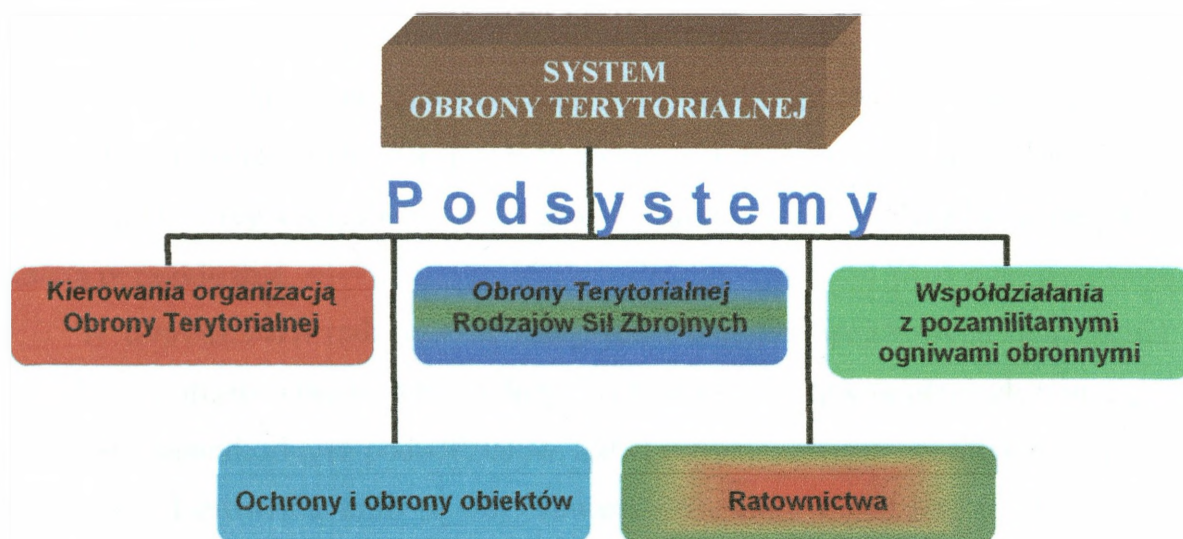 SYSTEM
OBRONY TERYTORIALNEJ
Podsystemy
Kierowania organizacją
Obrony Terytorialnej
Obrony Terytorialnej
Rodzajów Sił Zbrojnych
Współdziałania
z pozamilitarnymi
ogniwami obronnymi
Ochrony i obrony obiektów
Ratownictwa